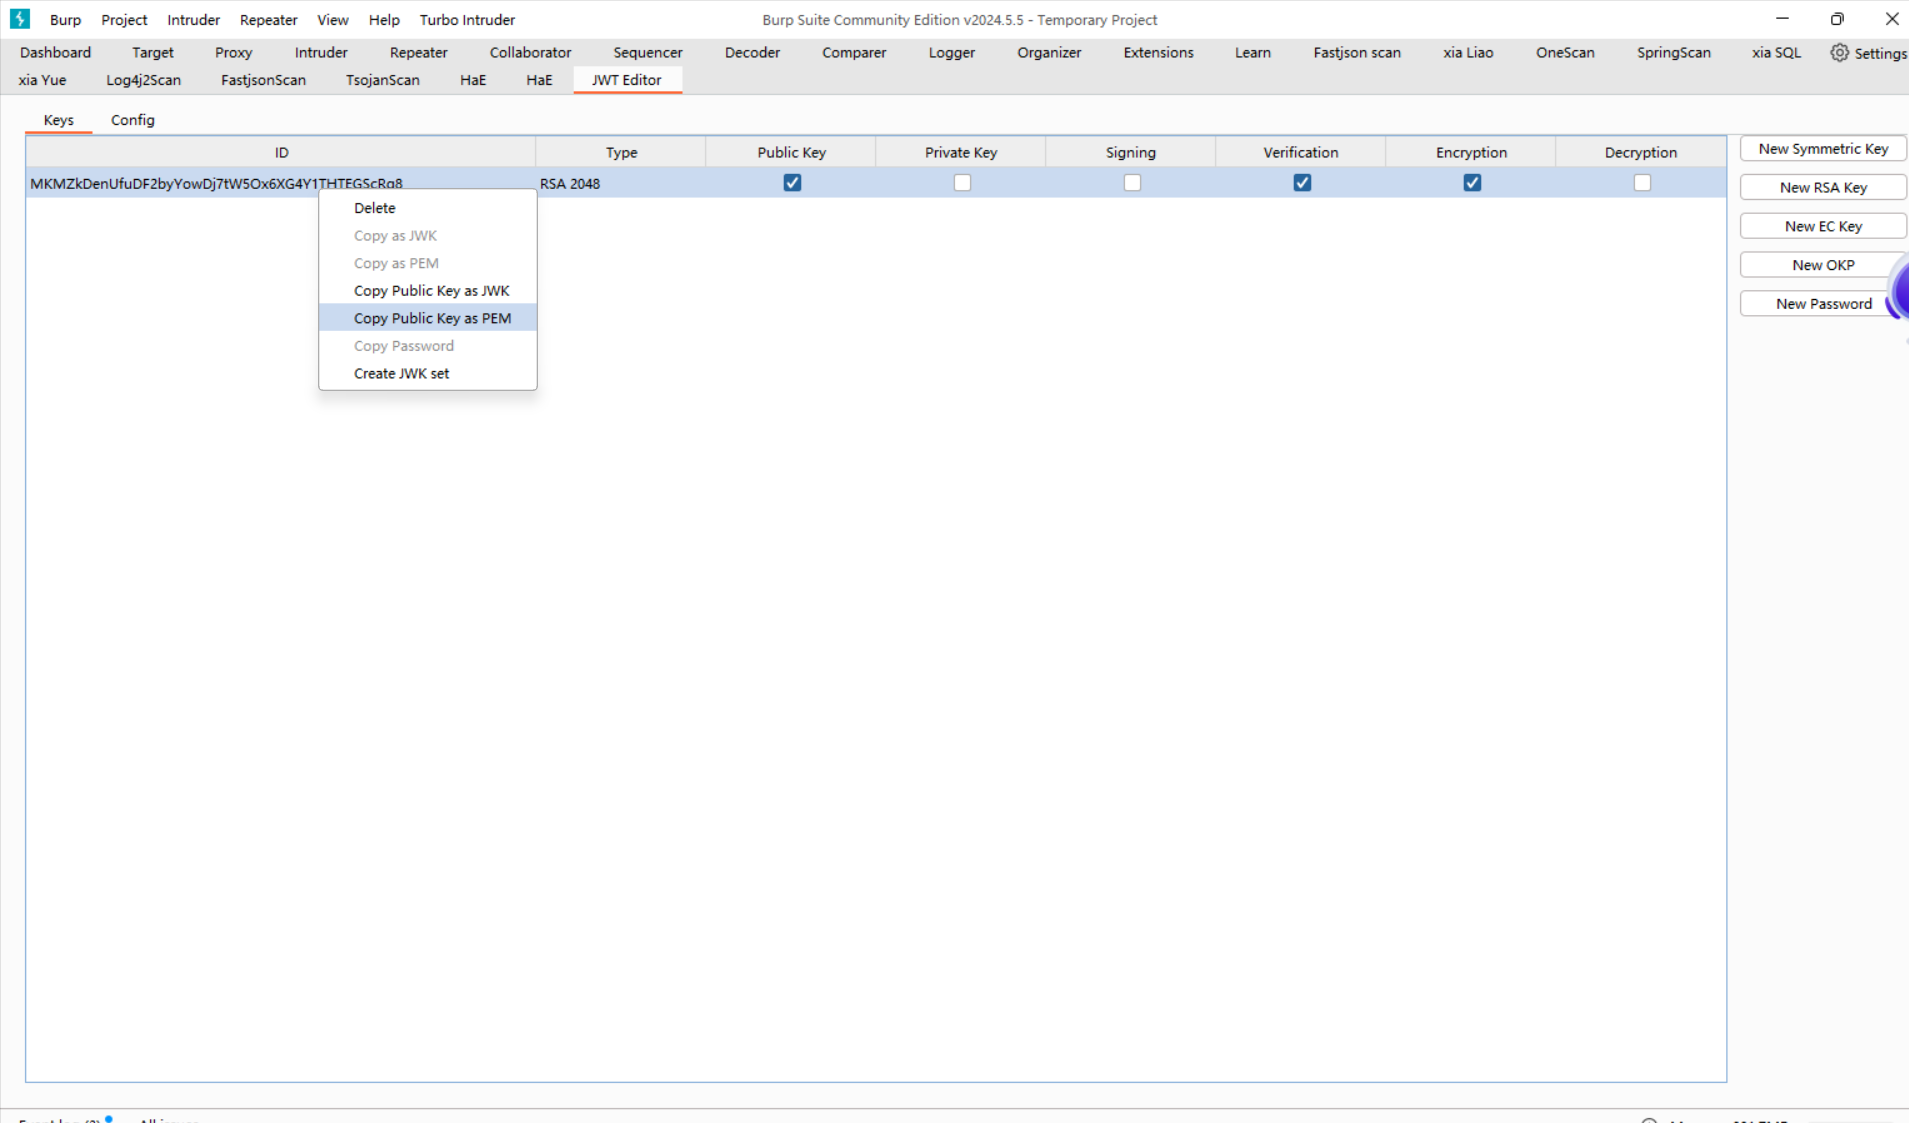 Burp Project Intruder Repeater View Help Turbo Intruder Burp Suite Community Edition v2024.5.5 - Temporary Project
Dashboard Target Proxy Intruder Repeater Collaborator Sequencer Decoder Comparer Logger Organizer Extensions Learn Fastjson scan xia Liao OneScan SpringScan xia SQL Settings
xia Yue Log4j2Scan FastjsonScan TsojanScan HaE HaE JWT Editor
Keys Config
ID Type Public Key Private Key Signing Verification Encryption Decryption
MKMZkDenUfuDF2byYowDj7tW5Ox6XG4Y1THTEGScRq8 RSA 2048
New Symmetric Key
New RSA Key
New EC Key
New OKP
New Password
Delete
Copy as JWK
Copy as PEM
Copy Public Key as JWK
Copy Public Key as PEM
Copy Password
Create JWK set